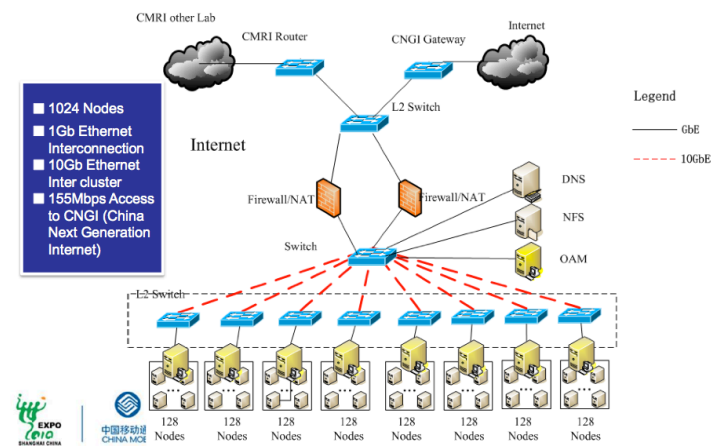 CMRI other Lab
CMRI Router
CNGI Gateway
Internet
L2 Switch
1024 Nodes
1Gb Ethernet
Interconnection
10Gb Ethernet
Inter cluster
155Mbps Access
to CNGI (China
Next Generation
Internet)
Internet
Legend
GbE
10GbE
Firewall/NAT
Firewall/NAT
DNS
NFS
OAM
Switch
L2 Switch
128
Nodes
128
Nodes
128
Nodes
128
Nodes
128
Nodes
128
Nodes
128
Nodes
128
Nodes
EXPO
2010
SHANGHAI CHINA
中国移动通
CHINA MOB